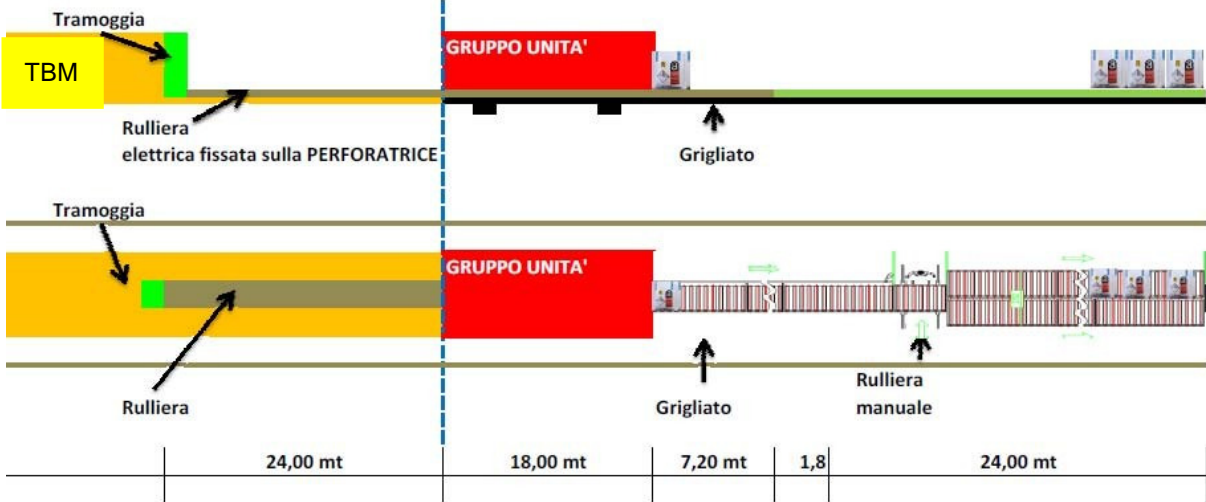 Tramoggia
TBM
GRUPPO UNITA'
Rulliera
elettrica fissata sulla PERFORATRICE
Grigliato
Tramoggia
GRUPPO UNITA'
Rulliera
Grigliato
Rulliera
manuale
24,00 mt
18,00 mt
7,20 mt
1,8
24,00 mt